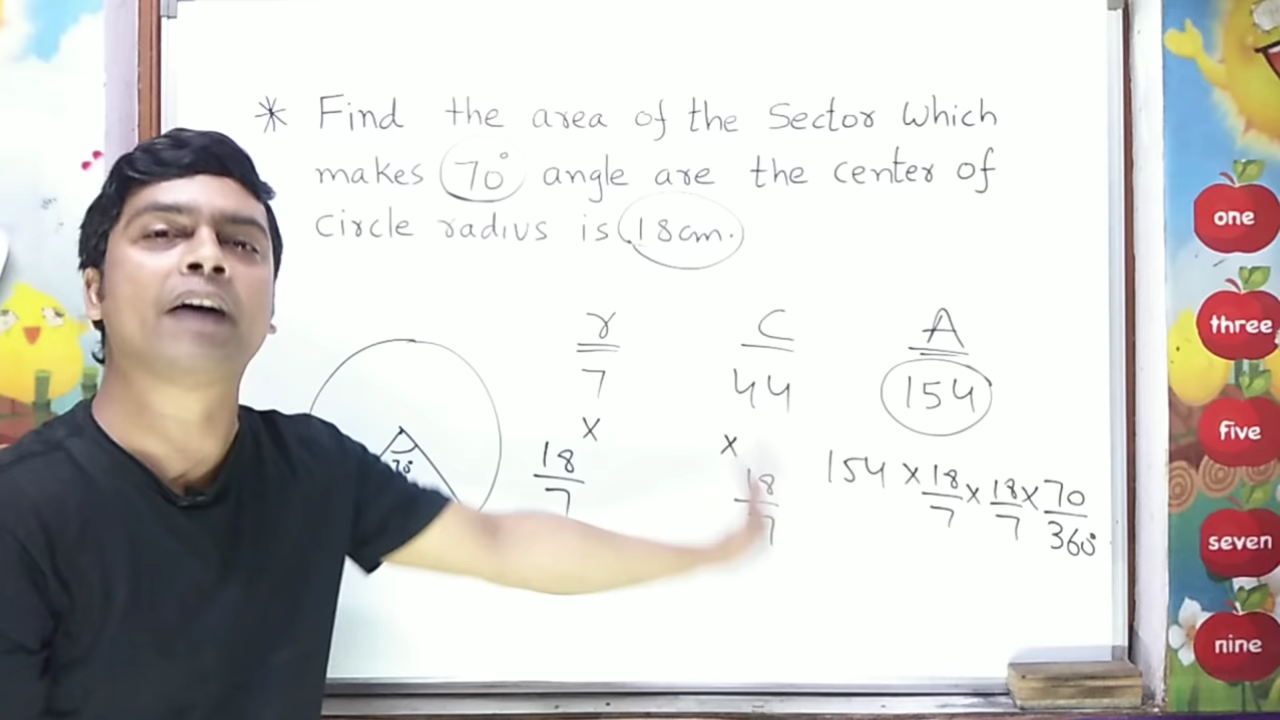 * Find the area of the Sector Which
makes 70° angle are the center of
circle radius is 18cm.
r C A
7 44 154
× ×
18/7 18/7 154 × 18/7 × 18/7 × 70/360°
70°
one
three
five
seven
nine